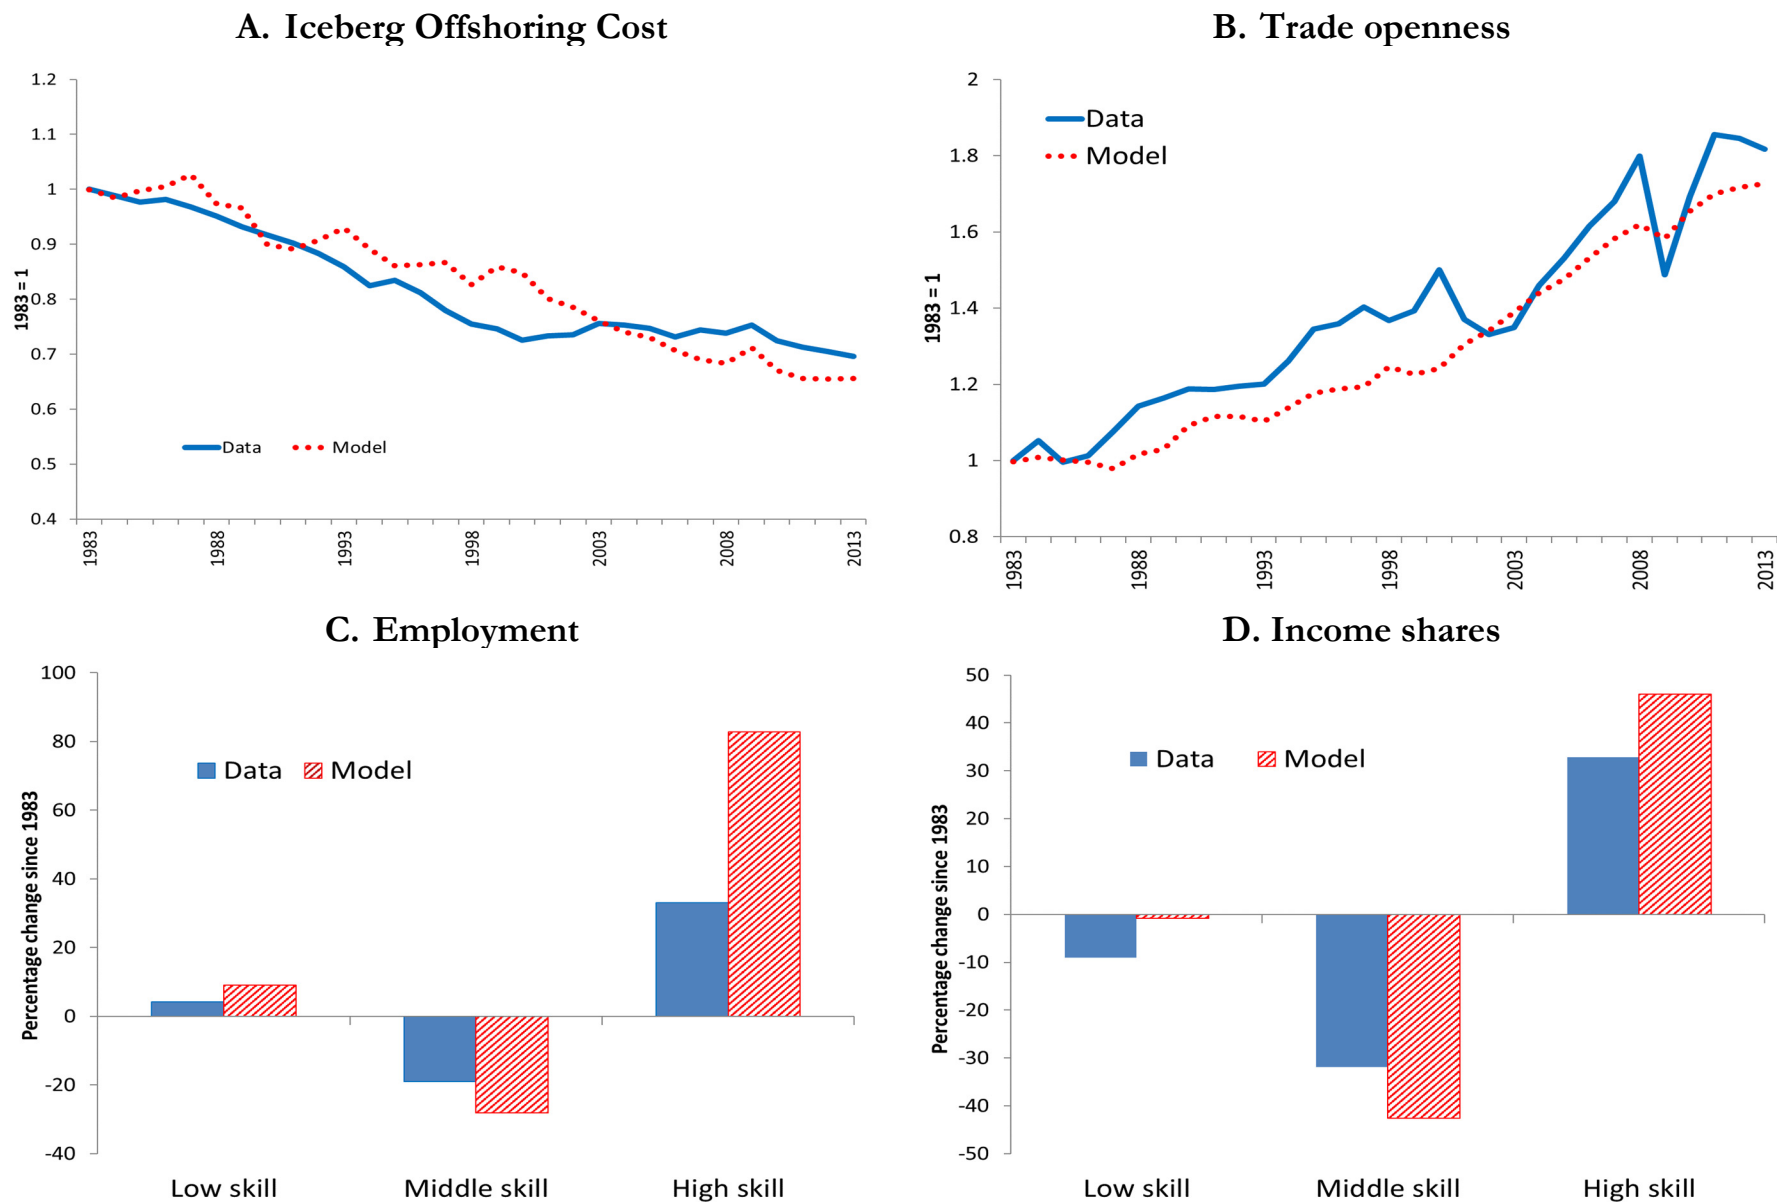 A. Iceberg Offshoring Cost
1.2
1.1
1
0.9
0.8
0.7
0.6
0.5
0.4
1983 = 1
Data
Model
1983
1988
1993
1998
2003
2008
2013
B. Trade openness
2
1.8
1.6
1.4
1.2
1
0.8
1983 = 1
Data
Model
1983
1988
1993
1998
2003
2008
2013
C. Employment
100
80
60
40
20
0
-20
-40
Percentage change since 1983
Data
Model
Low skill
Middle skill
High skill
D. Income shares
50
40
30
20
10
0
-10
-20
-30
-40
-50
Percentage change since 1983
Data
Model
Low skill
Middle skill
High skill